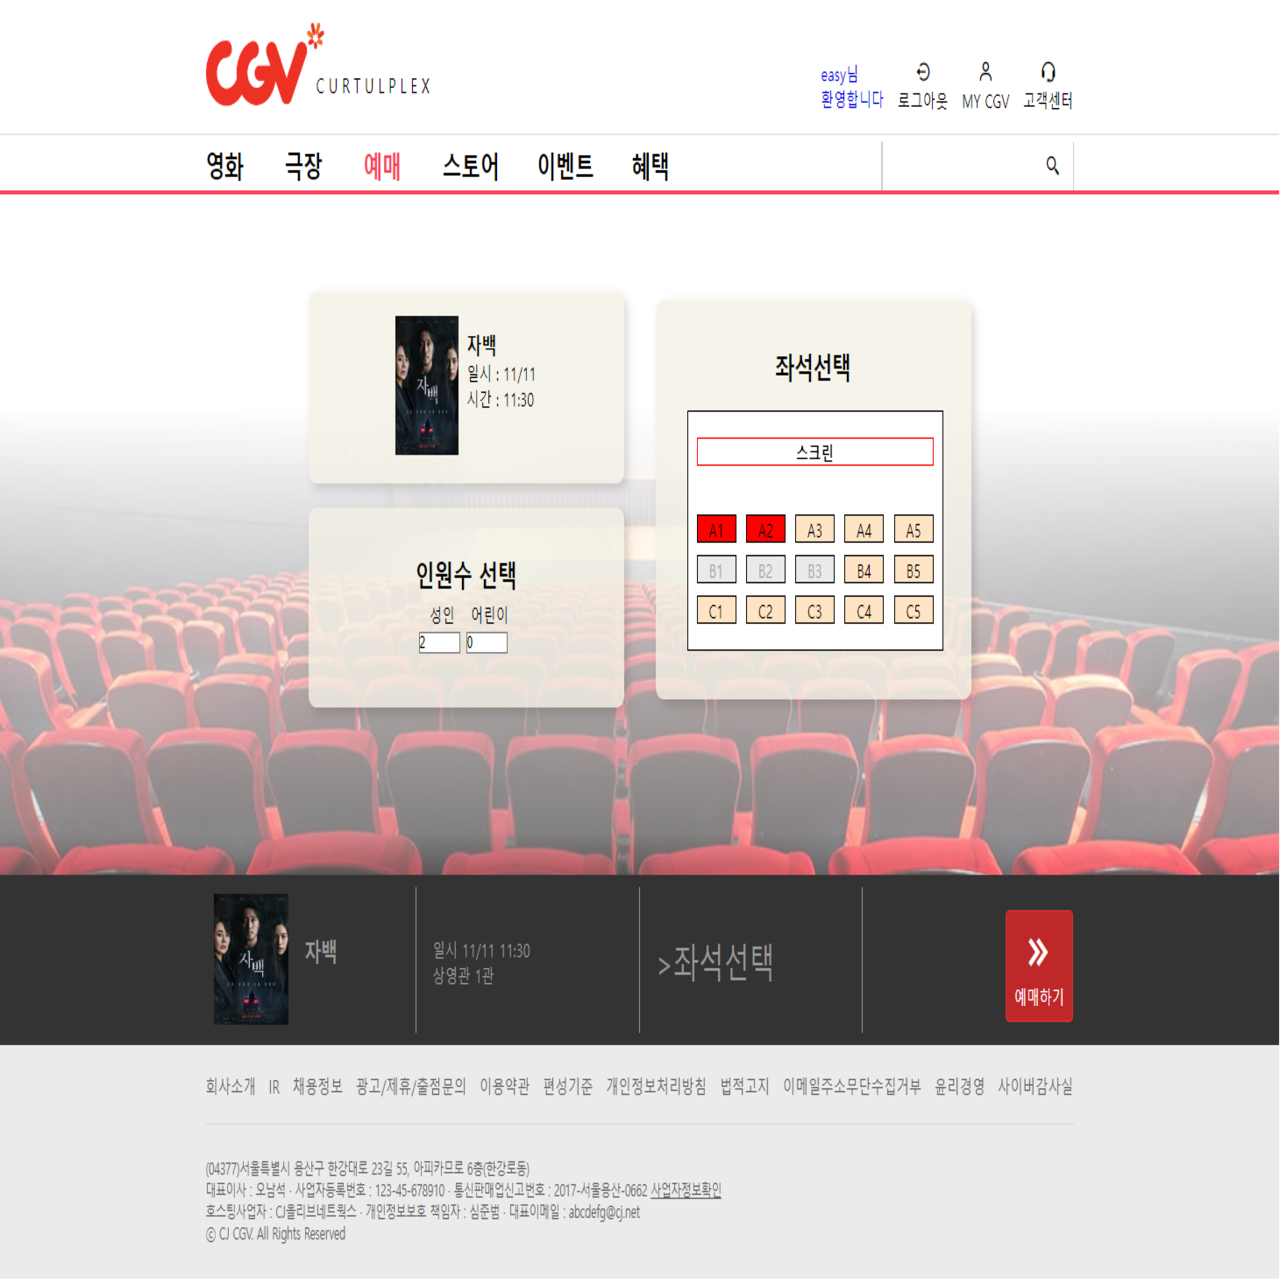 CGV
CURTULPLEX
easy님
환영합니다
로그아웃 MY CGV 고객센터
영화 극장 예매 스토어 이벤트 혜택
자백
자백
일시 : 11/11
시간 : 11:30
인원수 선택
성인 어린이
2 0
좌석선택
스크린
A1 A2 A3 A4 A5
B1 B2 B3 B4 B5
C1 C2 C3 C4 C5
자백
자백
일시 11/11 11:30
상영관 1관
>좌석선택
예매하기
회사소개 IR 채용정보 광고/제휴/출점문의 이용약관 편성기준 개인정보처리방침 법적고지 이메일주소무단수집거부 윤리경영 사이버감사실
(04377)서울특별시 용산구 한강대로 23길 55, 아피카므로 6층(한강로동)
대표이사 : 오남석 · 사업자등록번호 : 123-45-678910 · 통신판매업신고번호 : 2017-서울용산-0662 사업자정보확인
호스팅사업자 : CJ올리브네트웍스 · 개인정보보호 책임자 : 심준범 · 대표이메일 : abcdefg@cj.net
ⓒ CJ CGV. All Rights Reserved